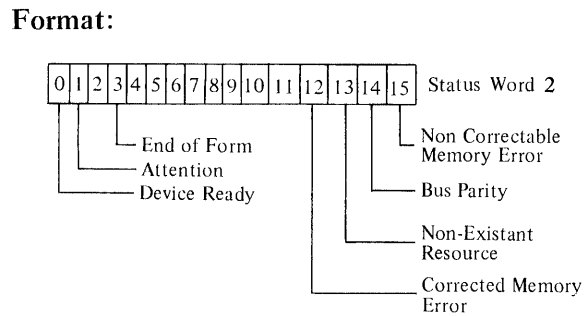 Format:
0 1 2 3 4 5 6 7 8 9 10 11 12 13 14 15 Status Word 2
End of Form
Attention
Device Ready
Non Correctable
Memory Error
Bus Parity
Non-Existant
Resource
Corrected Memory
Error